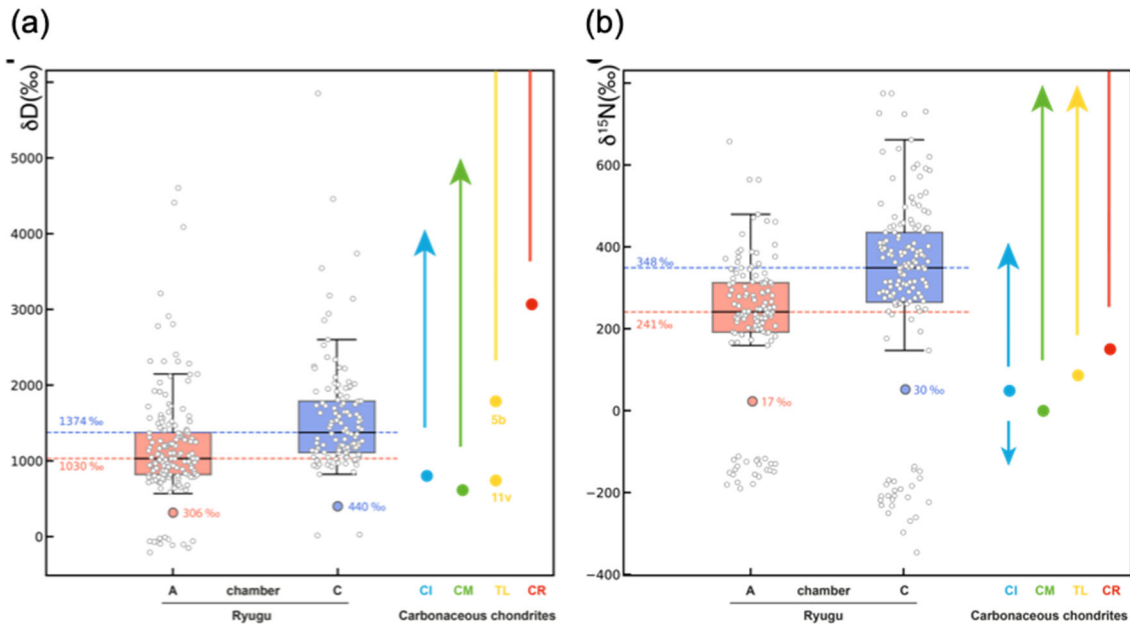 (a)
(b)
δD(‰)
5000
4000
3000
2000
1000
0
1374 ‰
1030 ‰
306 ‰
440 ‰
5b
11v
A chamber C CI CM TL CR
Ryugu Carbonaceous chondrites
δ¹⁵N(‰)
600
400
200
0
−200
−400
348 ‰
241 ‰
17 ‰
30 ‰
A chamber C CI CM TL CR
Ryugu Carbonaceous chondrites